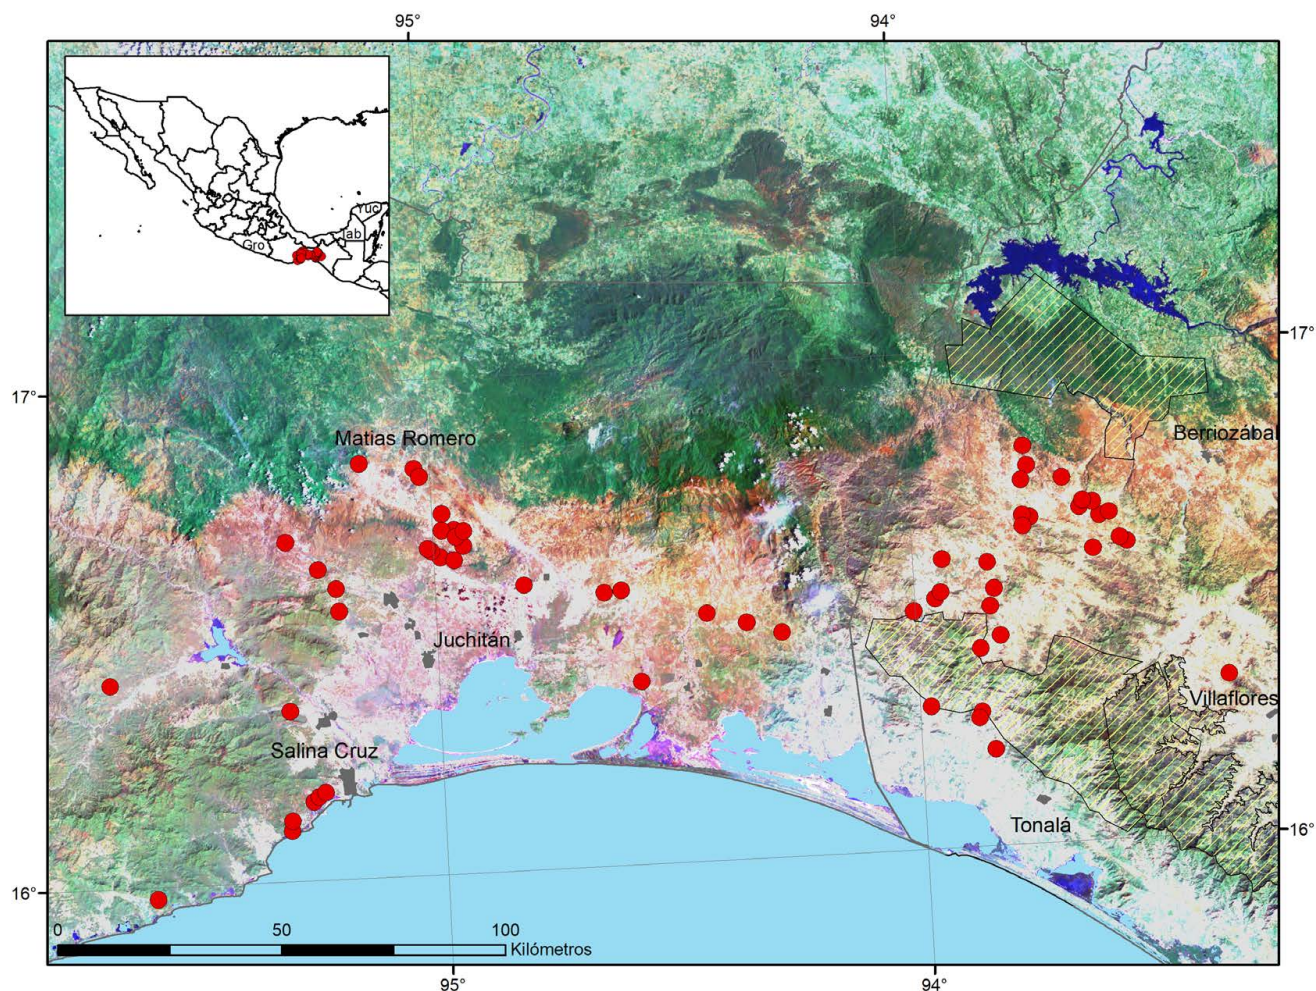 95°
94°
Yuc
Tab
Gro
17°
17°
Matias Romero
Berriozábal
Juchitán
Villaflores
Salina Cruz
Tonalá
16°
16°
0 50 100
Kilómetros
95°
94°